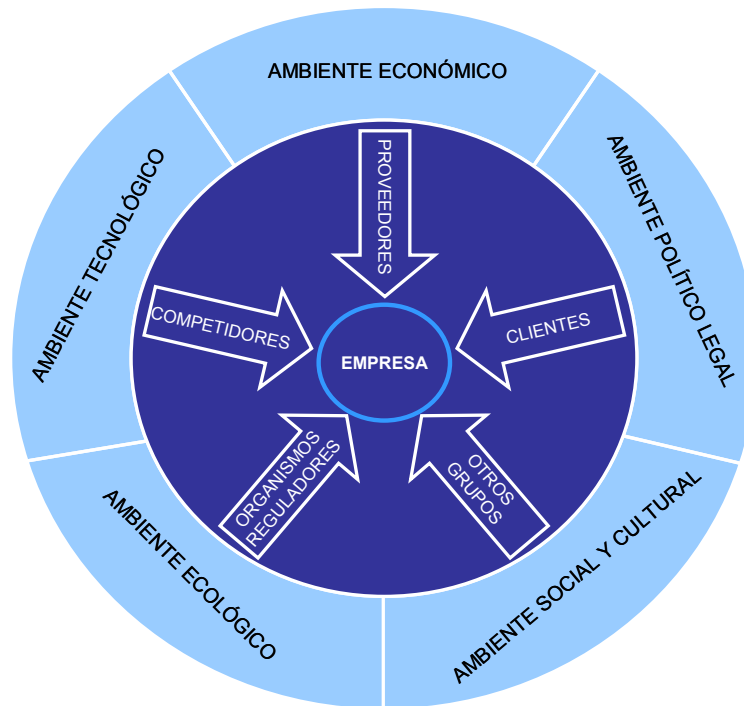 AMBIENTE ECONÓMICO
AMBIENTE TECNOLÓGICO
AMBIENTE POLÍTICO LEGAL
PROVEEDORES
COMPETIDORES
CLIENTES
EMPRESA
ORGANISMOS
REGULADORES
OTROS
GRUPOS
AMBIENTE ECOLÓGICO
AMBIENTE SOCIAL Y CULTURAL